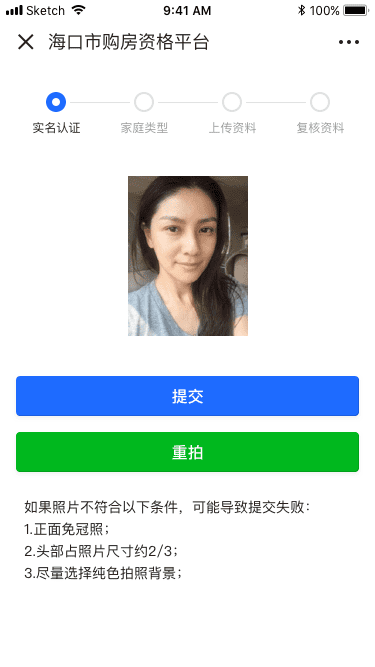 Sketch 9:41 AM 100%
海口市购房资格平台
实名认证 家庭类型 上传资料 复核资料
提交
重拍
如果照片不符合以下条件，可能导致提交失败：
1.正面免冠照；
2.头部占照片尺寸约2/3；
3.尽量选择纯色拍照背景；